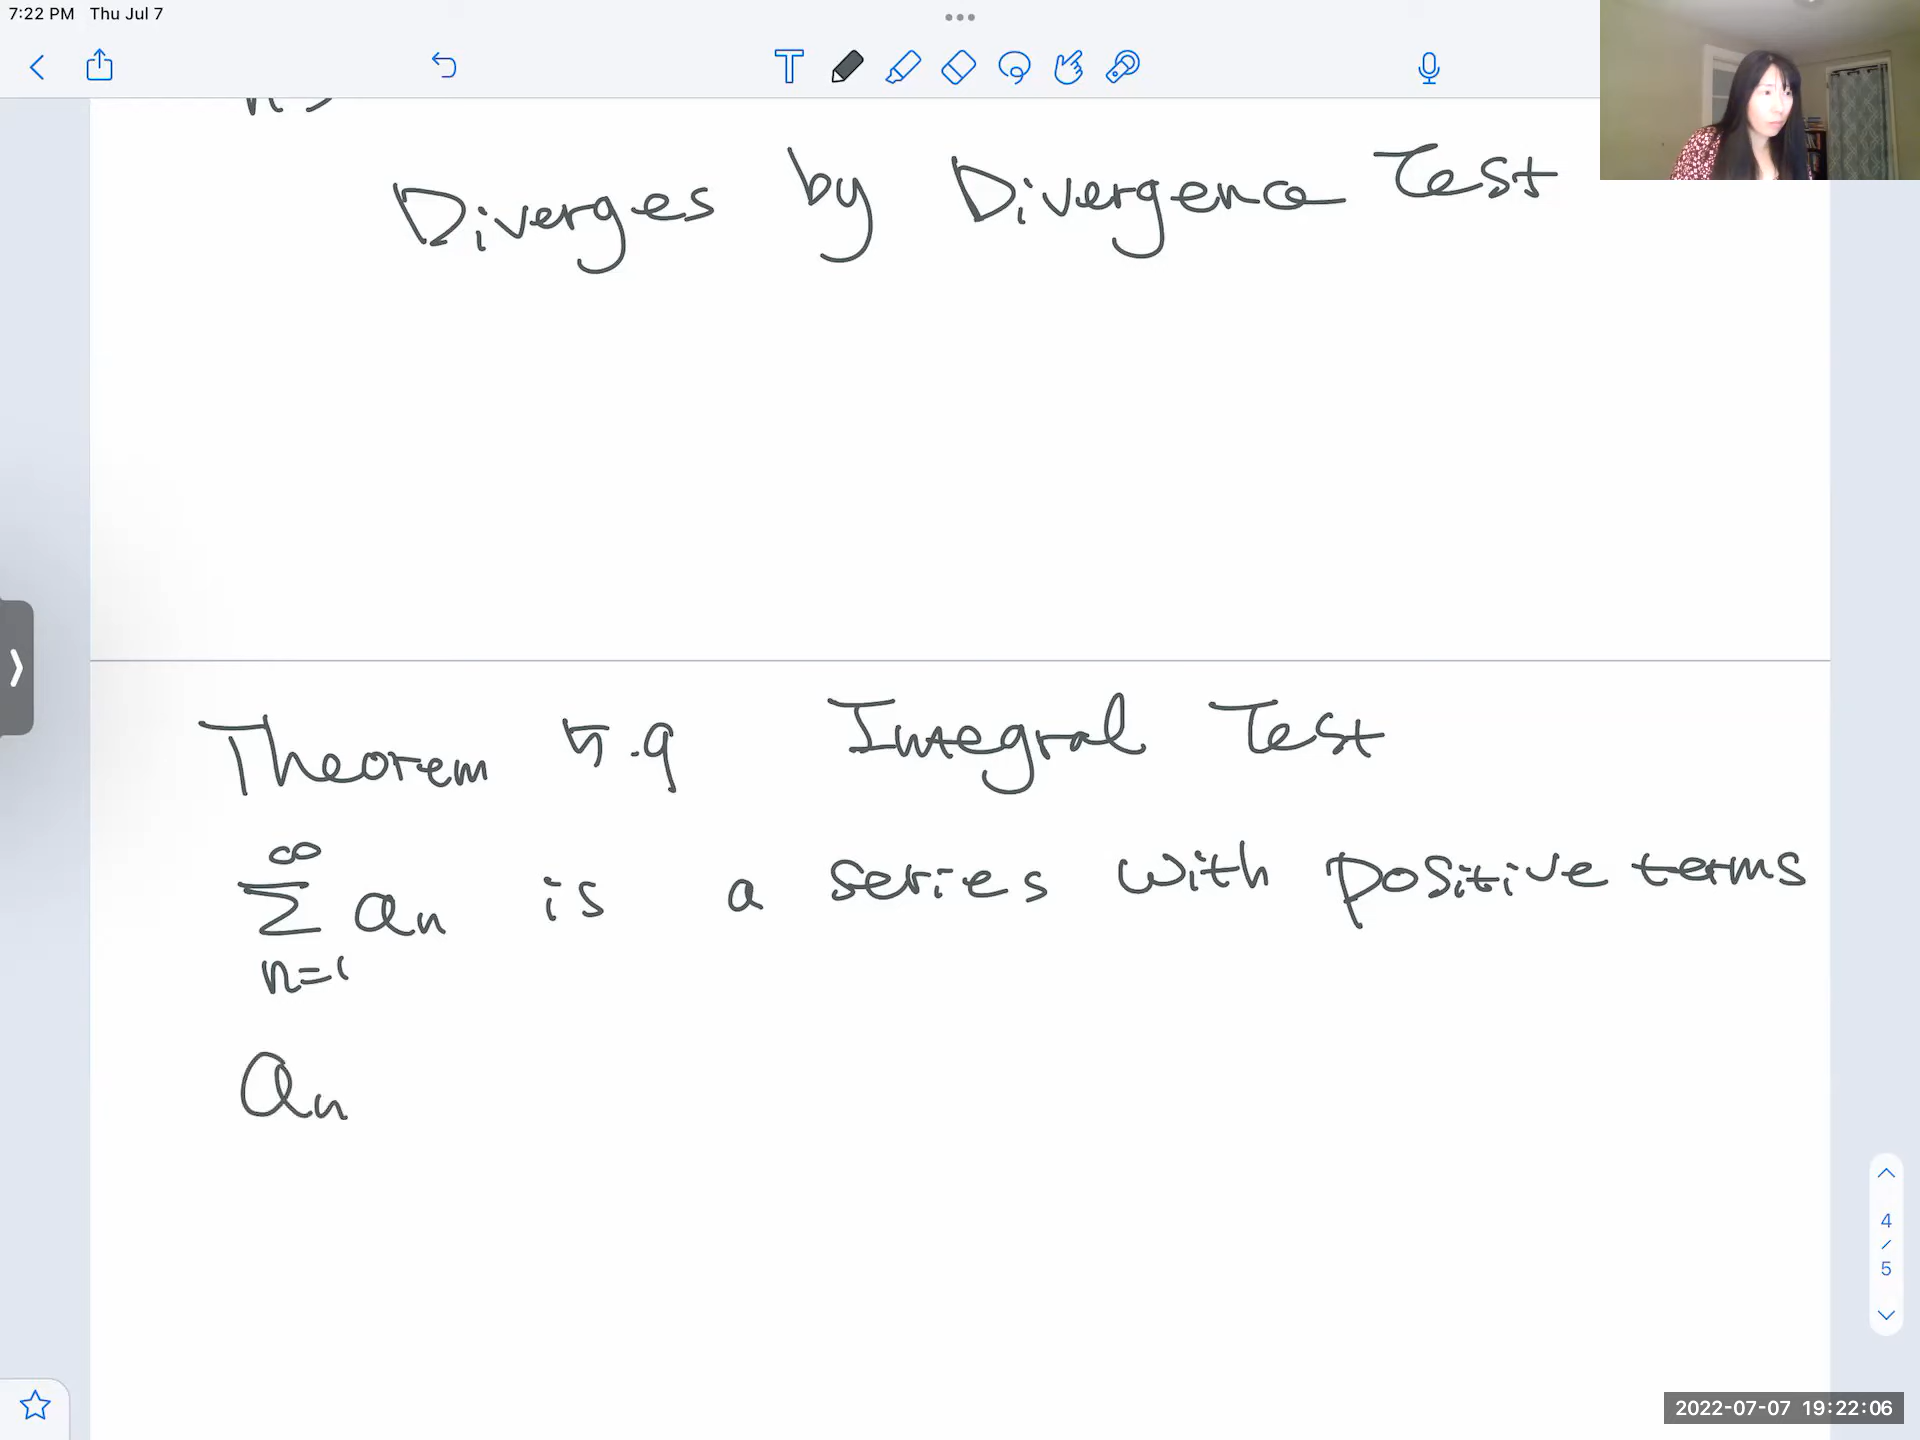 7:22 PM Thu Jul 7
Diverges by Divergence Test
Theorem 5.9 Integral Test
∞
Σ an is a series with positive terms
n=1
an
4
/
5
2022-07-07 19:22:06